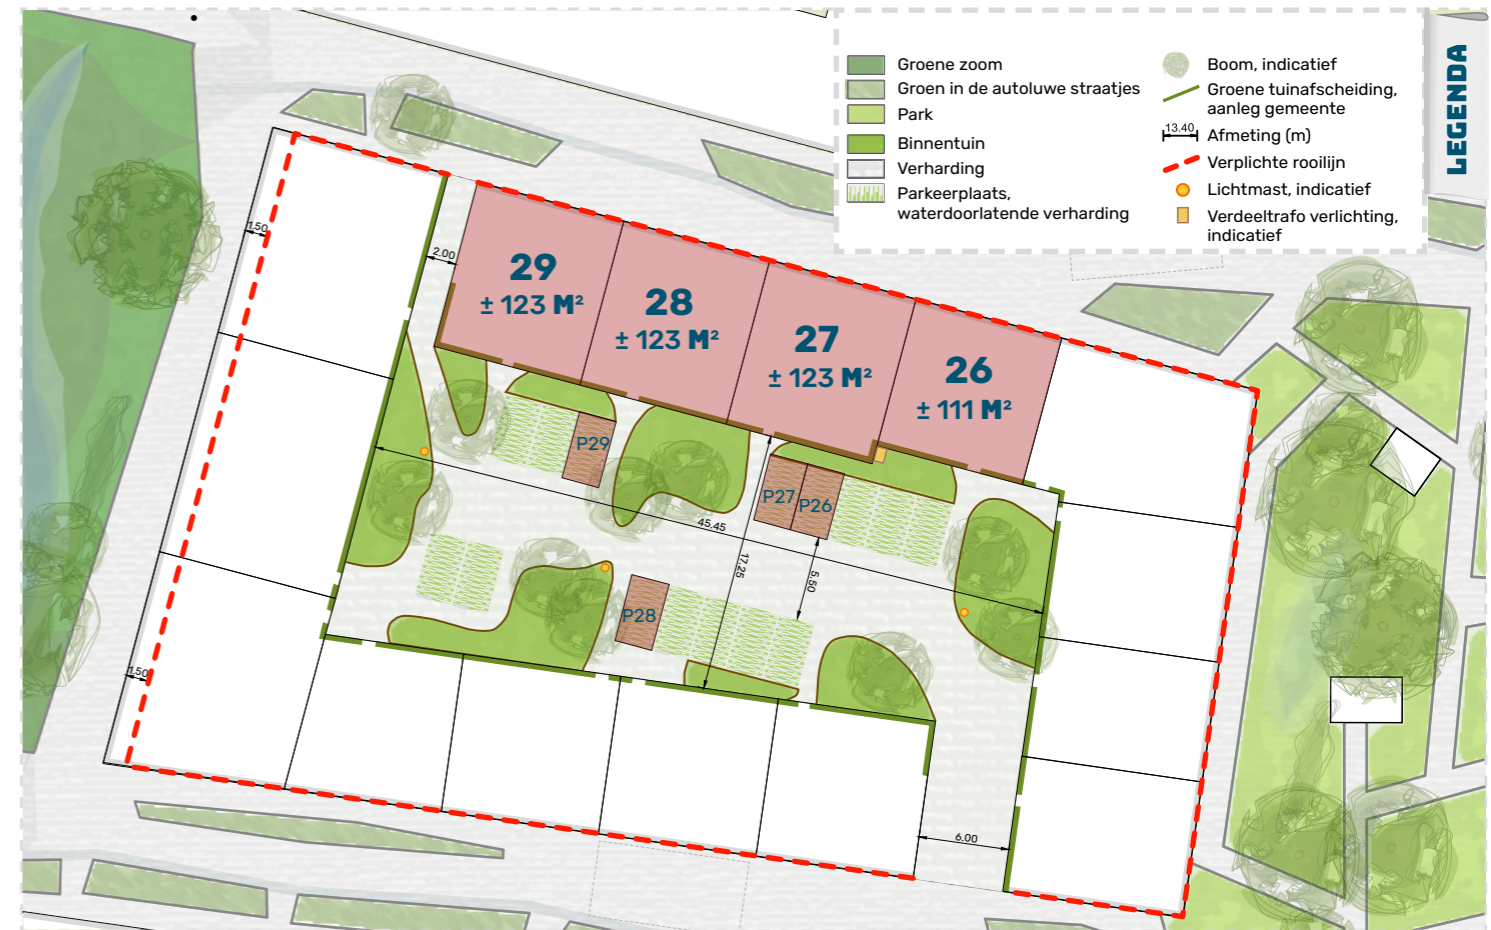 LEGENDA
Groene zoom
Groen in de autoluwe straatjes
Park
Binnentuin
Verharding
Parkeerplaats,
waterdoorlatende verharding
Boom, indicatief
Groene tuinafscheiding,
aanleg gemeente
13.40 Afmeting (m)
Verplichte rooilijn
Lichtmast, indicatief
Verdeeltrafo verlichting,
indicatief
1.50
2.00
29
± 123 M²
28
± 123 M²
27
± 123 M²
26
± 111 M²
P29
P27
P26
45.45
17.25
5.50
P28
1.50
6.00